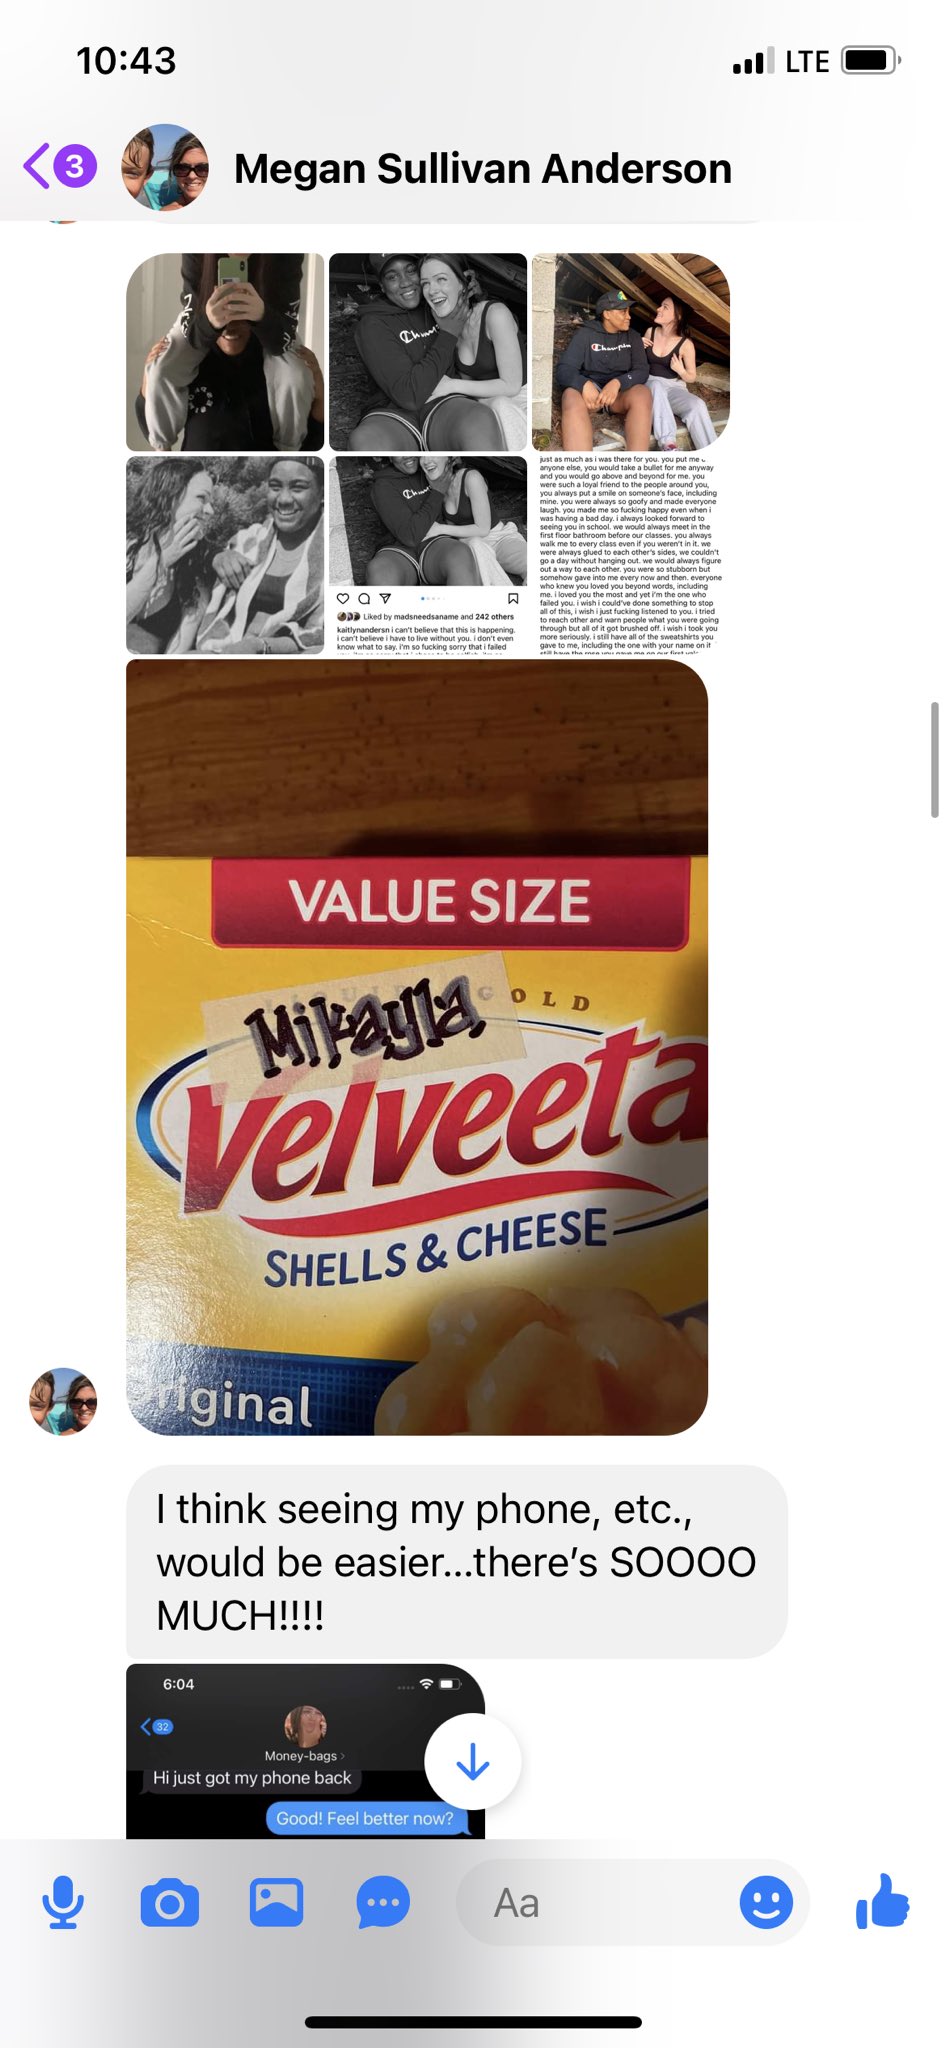 10:43
LTE
3
Megan Sullivan Anderson
Champion
just as much as i was there for you. you put me
anyone else, you would take a bullet for me anyway
and you would go above and beyond for me. you
were such a loyal friend to the people around you,
you always put a smile on someone's face, including
mine. you were always so goofy and made everyone
laugh. you made me so fucking happy even when i
was having a bad day. i always looked forward to
seeing you in school. we would always meet in the
first floor bathroom before our classes. you always
walk me to every class even if you weren't in it. we
were always glued to each other's sides, we couldn't
go a day without hanging out. we would always figure
out a way to each other. you were so stubborn but
somehow gave into me every now and then. everyone
who knew you loved you beyond words, including
me. i loved you the most and yet i'm the one who
failed you. i wish i could've done something to stop
all of this, i wish i just fucking listened to you. i tried
to reach other and warn people what you were going
through but all of it got brushed off. i wish i took you
more seriously. i still have all of the sweatshirts you
gave to me, including the one with your name on it
still have the rose you gave me on our first
Liked by madsneedsaname and 242 others
kaitlynandersn i can't believe that this is happening.
i can't believe i have to live without you. i don't even
know what to say. i'm so fucking sorry that i failed
VALUE SIZE
LIQUID GOLD
Mikayla
Velveeta
SHELLS & CHEESE
Original
I think seeing my phone, etc.,
would be easier...there's SOOOO
MUCH!!!!
6:04
32
Money-bags
Hi just got my phone back
Good! Feel better now?
Aa